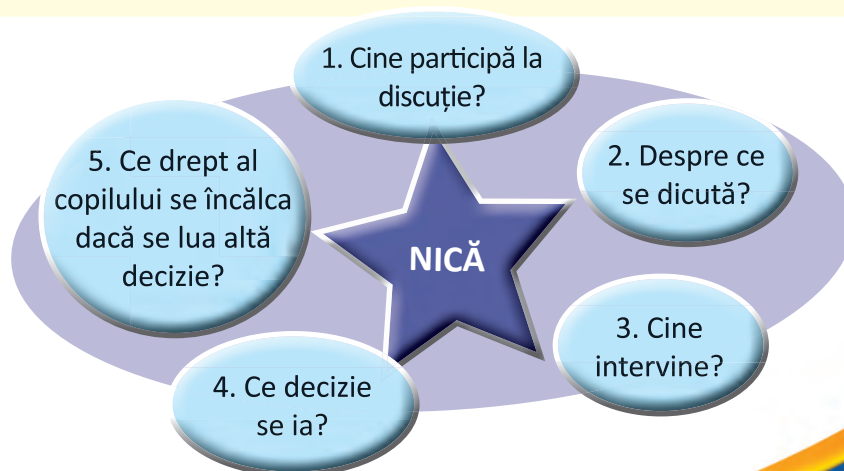 1. Cine participă la
discuție?
2. Despre ce
se dicută?
3. Cine
intervine?
4. Ce decizie
se ia?
5. Ce drept al
copilului se încălca
dacă se lua altă
decizie?
NICĂ